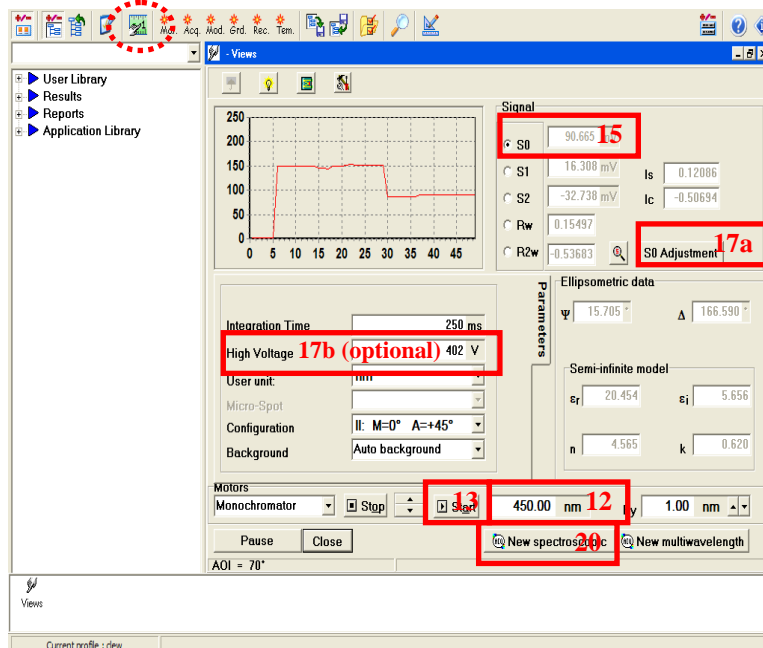 Mar. Acq. Mod. Grd. Rec. Tem.
- Views
User Library
Results
Reports
Application Library
250
200
150
100
50
0
0 5 10 15 20 25 30 35 40 45
Signal
S0 90.665 15
S1 16.308 mV
S2 -32.738 mV
Rw 0.15497
R2w -0.53683
Is 0.12086
Ic -0.50694
S0 Adjustment 17a
Integration Time 250 ms
High Voltage 17b (optional) 402 V
User unit: nm
Micro-Spot
Configuration II: M=0° A=+45°
Background Auto background
Parameters
Ellipsometric data
Ψ 15.705 ° Δ 166.590 °
Semi-infinite model
εr 20.454 εi 5.656
n 4.565 k 0.620
Motors
Monochromator Stop Start 13 450.00 nm 12 By 1.00 nm
Pause Close New spectroscopic 20 New multiwavelength
AOI = 70°
Views
Current profile : dew